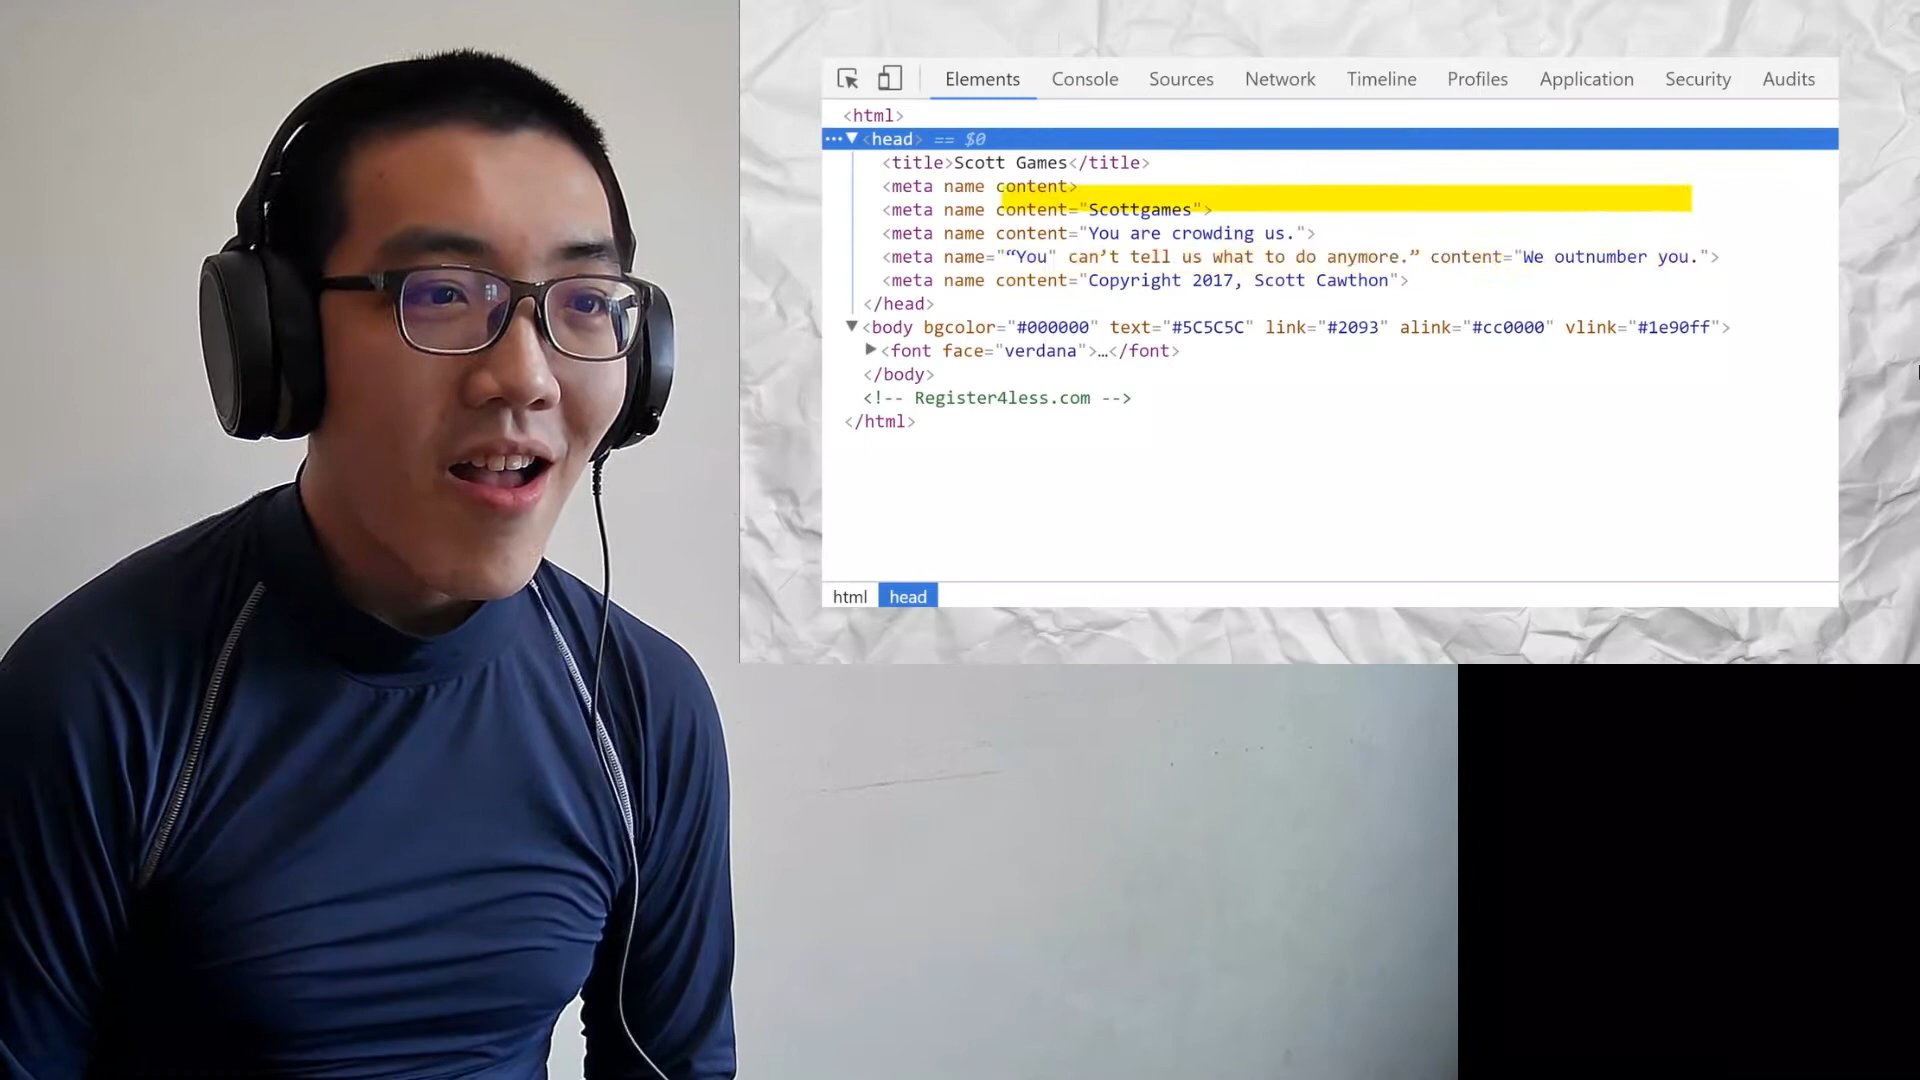 Elements Console Sources Network Timeline Profiles Application Security Audits
<html>
<head> == $0
<title>Scott Games</title>
<meta name content>
<meta name content="Scottgames">
<meta name content="You are crowding us.">
<meta name="“You" can’t tell us what to do anymore.” content="We outnumber you.">
<meta name content="Copyright 2017, Scott Cawthon">
</head>
<body bgcolor="#000000" text="#5C5C5C" link="#2093" alink="#cc0000" vlink="#1e90ff">
<font face="verdana">…</font>
</body>
<!-- Register4less.com -->
</html>
html head